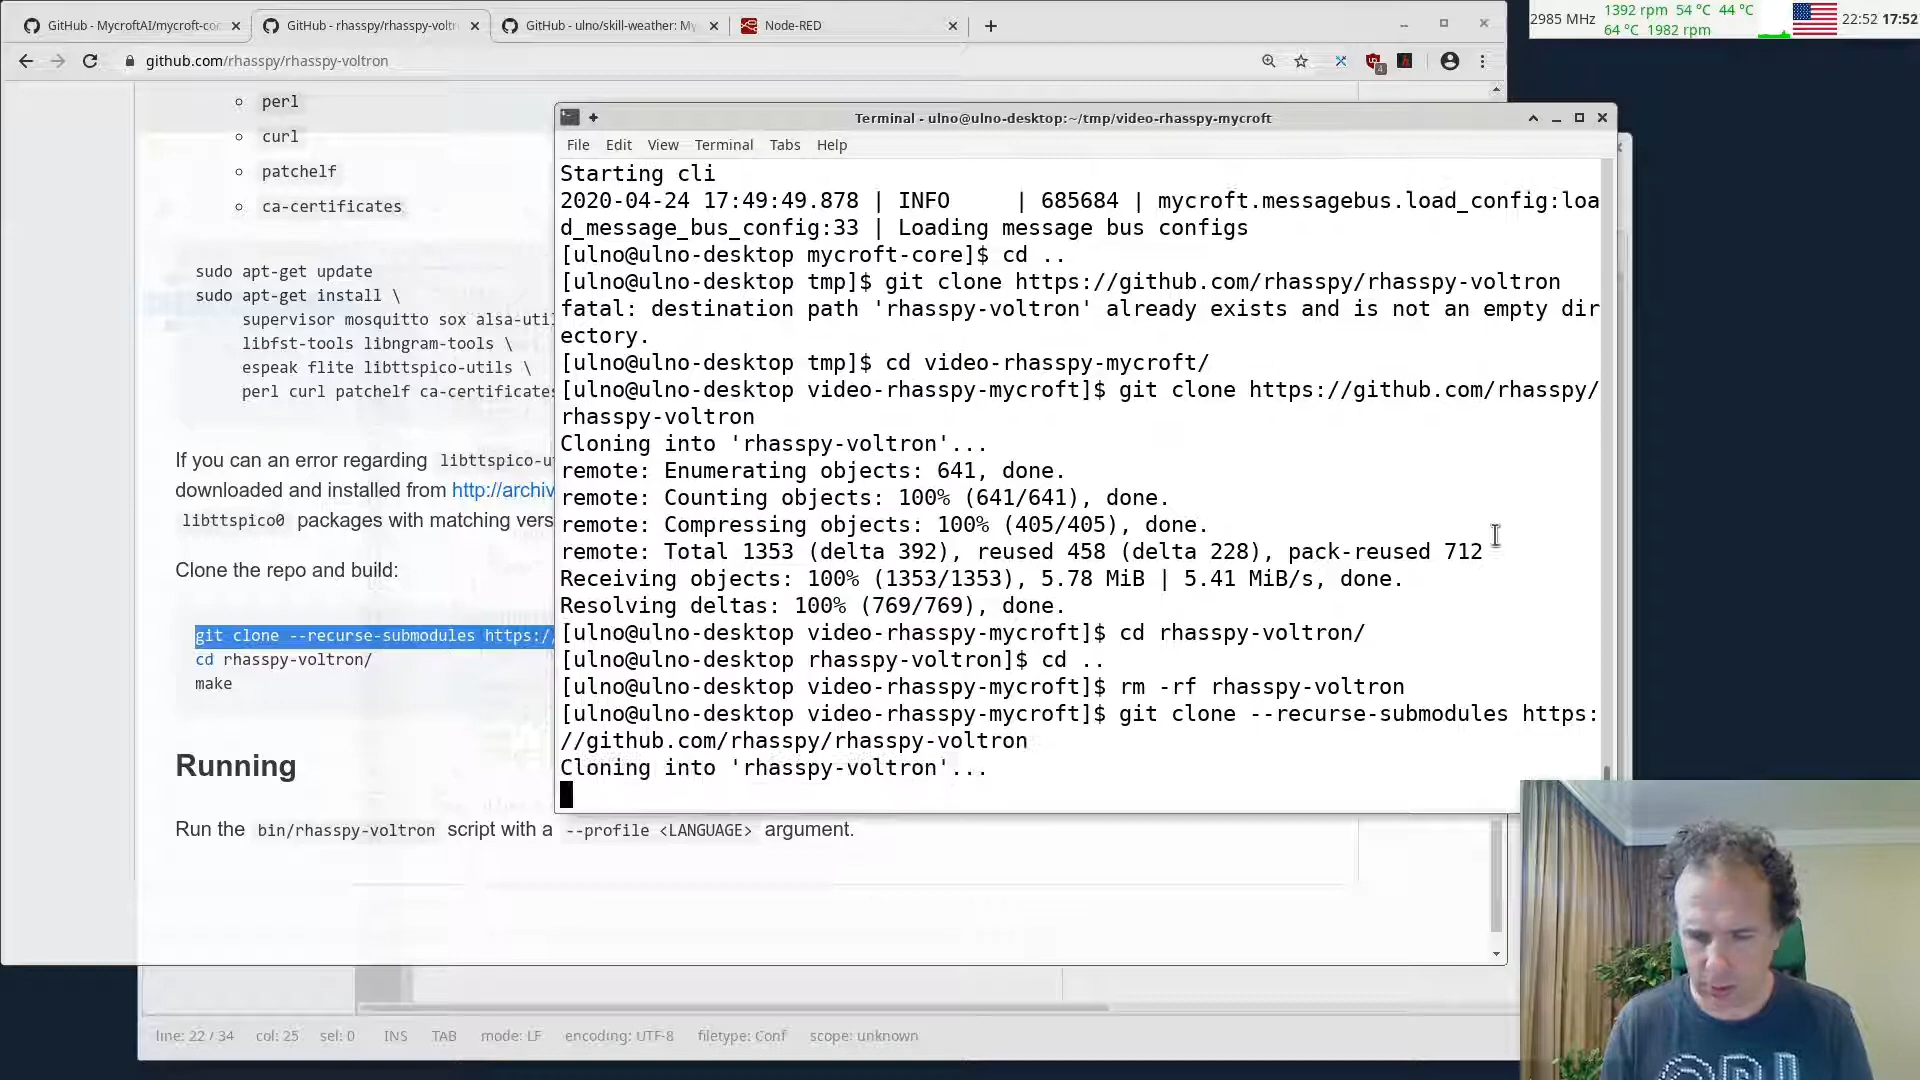 GitHub - MycroftAI/mycroft-co
GitHub - rhasspy/rhasspy-voltr
GitHub - ulno/skill-weather: My
Node-RED
github.com/rhasspy/rhasspy-voltron
4
2985 MHz
1392 rpm 54 °C 44 °C
64 °C 1982 rpm
22:52 17:52
perl
curl
patchelf
ca-certificates
sudo apt-get update
sudo apt-get install \
supervisor mosquitto sox alsa-util
libfst-tools libngram-tools \
espeak flite libttspico-utils \
perl curl patchelf ca-certificates
If you can an error regarding libttspico-ut
downloaded and installed from http://archiv
libttspico0 packages with matching vers
Clone the repo and build:
git clone --recurse-submodules https:/
cd rhasspy-voltron/
make
Running
Run the bin/rhasspy-voltron script with a --profile <LANGUAGE> argument.
Terminal - ulno@ulno-desktop:~/tmp/video-rhasspy-mycroft
File Edit View Terminal Tabs Help
Starting cli
2020-04-24 17:49:49.878 | INFO     | 685684 | mycroft.messagebus.load_config:loa
d_message_bus_config:33 | Loading message bus configs
[ulno@ulno-desktop mycroft-core]$ cd ..
[ulno@ulno-desktop tmp]$ git clone https://github.com/rhasspy/rhasspy-voltron
fatal: destination path 'rhasspy-voltron' already exists and is not an empty dir
ectory.
[ulno@ulno-desktop tmp]$ cd video-rhasspy-mycroft/
[ulno@ulno-desktop video-rhasspy-mycroft]$ git clone https://github.com/rhasspy/
rhasspy-voltron
Cloning into 'rhasspy-voltron'...
remote: Enumerating objects: 641, done.
remote: Counting objects: 100% (641/641), done.
remote: Compressing objects: 100% (405/405), done.
remote: Total 1353 (delta 392), reused 458 (delta 228), pack-reused 712
Receiving objects: 100% (1353/1353), 5.78 MiB | 5.41 MiB/s, done.
Resolving deltas: 100% (769/769), done.
[ulno@ulno-desktop video-rhasspy-mycroft]$ cd rhasspy-voltron/
[ulno@ulno-desktop rhasspy-voltron]$ cd ..
[ulno@ulno-desktop video-rhasspy-mycroft]$ rm -rf rhasspy-voltron
[ulno@ulno-desktop video-rhasspy-mycroft]$ git clone --recurse-submodules https:
//github.com/rhasspy/rhasspy-voltron
Cloning into 'rhasspy-voltron'...
line: 22 / 34 col: 25 sel: 0 INS TAB mode: LF encoding: UTF-8 filetype: Conf scope: unknown